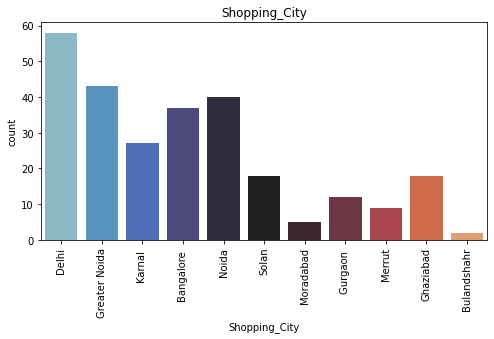 Shopping_City
60
50
40
30
20
10
0
count
Delhi
Greater Noida
Karnal
Bangalore
Noida
Solan
Moradabad
Gurgaon
Merrut
Ghaziabad
Bulandshahr
Shopping_City